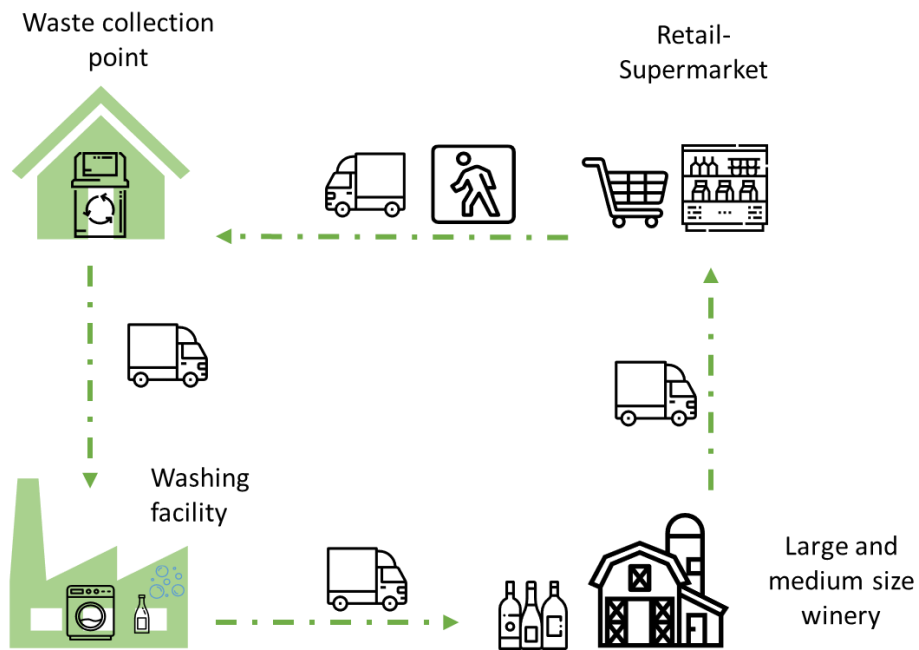 Waste collection
point
Retail-
Supermarket
Washing
facility
Large and
medium size
winery